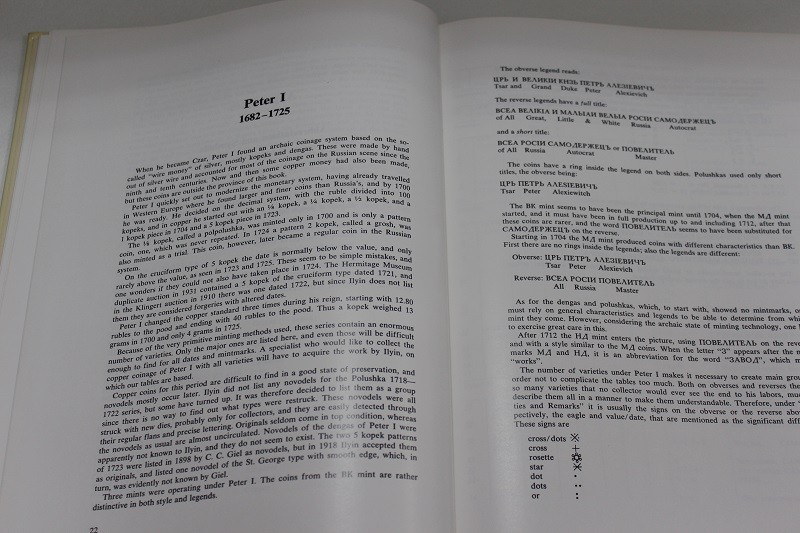 Peter I
1682–1725
When he became Czar, Peter I found an archaic coinage system based on the so-
called "wire money" of silver, mostly kopeks and dengas. These were made by hand
out of silver wire and accounted for most of the coinage on the Russian scene since the
ninth and tenth centuries. Now and then some copper money had also been made,
but these coins are outside the province of this book.
Peter I quickly set out to modernize the monetary system, having already travelled
in Western Europe where he found larger and finer coins than Russia's, and by 1700
he was ready. He decided on the decimal system, with the ruble divided into 100
kopeks, and in copper he started out with an ⅛ kopek, a ¼ kopek, a ½ kopek, and a
1 kopek piece in 1704 and a 5 kopek piece in 1723.
The ⅛ kopek, called a polpolushka, was minted only in 1700 and is only a pattern
coin, one which was never repeated. In 1724 a pattern 2 kopek, called a grosh, was
also minted as a trial. This coin, however, later became a regular coin in the Russian
system.
On the cruciform type of 5 kopek the date is normally below the value, and only
rarely above the value, as seen in 1723 and 1725. These seem to be simple mistakes, and
one wonders if they could not also have taken place in 1724. The Hermitage Museum
duplicate auction in 1931 contained a 5 kopek of the cruciform type dated 1721, and
in the Klingert auction in 1910 there was one dated 1722, but since Ilyin does not list
them they are considered forgeries with altered dates.
Peter I changed the copper standard three times during his reign, starting with 12.80
rubles to the pood and ending with 40 rubles to the pood. Thus a kopek weighed 13
grams in 1700 and only 4 grams in 1725.
Because of the very primitive minting methods used, these series contain an enormous
number of varieties. Only the major ones are listed here, and even those will be difficult
enough to find for all dates and mintmarks. A specialist who would like to collect the
copper coinage of Peter I with all varieties will have to acquire the work by Ilyin, on
which our tables are based.
Copper coins for this period are difficult to find in a good state of preservation, and
novodels mostly occur later. Ilyin did not list any novodels for the Polushka 1718—
1722 series, but some have turned up. It was therefore decided to list them as a group
since there is no way to find out what types were restruck. These novodels were all
struck with new dies, probably only for collectors, and they are easily detected through
their regular flans and precise lettering. Originals seldom come in top condition, whereas
the novodels as usual are almost uncirculated. Novodels of the dengas of Peter I were
apparently not known to Ilyin, and they do not seem to exist. The two 5 kopek patterns
of 1723 were listed in 1898 by C. C. Giel as novodels, but in 1918 Ilyin accepted them
as originals, and listed one novodel of the St. George type with smooth edge, which, in
turn, was evidently not known by Giel.
Three mints were operating under Peter I. The coins from the BK mint are rather
distinctive in both style and legends.
22
The obverse legend reads:
ЦРЬ И ВЕЛИКІИ КНЗЬ ПЕТРЬ АЛЕЗІЕВИЧЪ
Tsar and Grand Duke Peter Alexievich
The reverse legends have a full title:
ВСЕА ВЕЛІКІА И МАЛЫАИ БЕЛЫА РОСІИ САМОДЕРЖЕЦЪ
of All Great, Little & White Russia Autocrat
and a short title:
ВСЕА РОСІИ САМОДЕРЖЕЦЪ or ПОВЕЛИТЕЛЬ
of All Russia Autocrat Master
The coins have a ring inside the legend on both sides. Polushkas used only short
titles, the obverse being:
ЦРЬ ПЕТРЬ АЛЕЗІЕВИЧЪ
Tsar Peter Alexiewitch
The BK mint seems to have been the principal mint until 1704, when the МД mint
started, and it must have been in full production up to and including 1712, after that
these coins are rare, and the word ПОВЕЛИТЕЛЬ seems to have been substituted for
САМОДЕРЖЕЦЪ on the reverse.
Starting in 1704 the МД mint produced coins with different characteristics than BK.
First there are no rings inside the legends; also the legends are different:
Obverse: ЦРЬ ПЕТРЬ АЛЕЗІЕВИЧЪ
Tsar Peter Alexievich
Reverse: ВСЕА РОСІИ ПОВЕЛИТЕЛЬ
All Russia Master
As for the dengas and polushkas, which, to start with, showed no mintmarks, o
must rely on general characteristics and legends to be able to determine from whi
mint they come. However, considering the archaic state of minting technology, one h
to exercise great care in this.
After 1712 the НД mint enters the picture, using ПОВЕЛИТЕЛЬ on the reve
and with a style similar to the МД coins. When the letter "З" appears after the m
marks МД and НД, it is an abbreviation for the word "ЗАВОД", which m
"works".
The number of varieties under Peter I makes it necessary to create main grou
order not to complicate the tables too much. Both on obverses and reverses the
so many varieties that no collector would ever see the end to his labors, muc
describe them all in a manner to make them understandable. Therefore, under "
ties and Remarks" it is usually the signs on the obverse or the reverse abov
pectively, the eagle and value/date, that are mentioned as the significant diffe
These signs are
cross/dots ※
cross +
rosette
star
dot ·
dots ··
or :